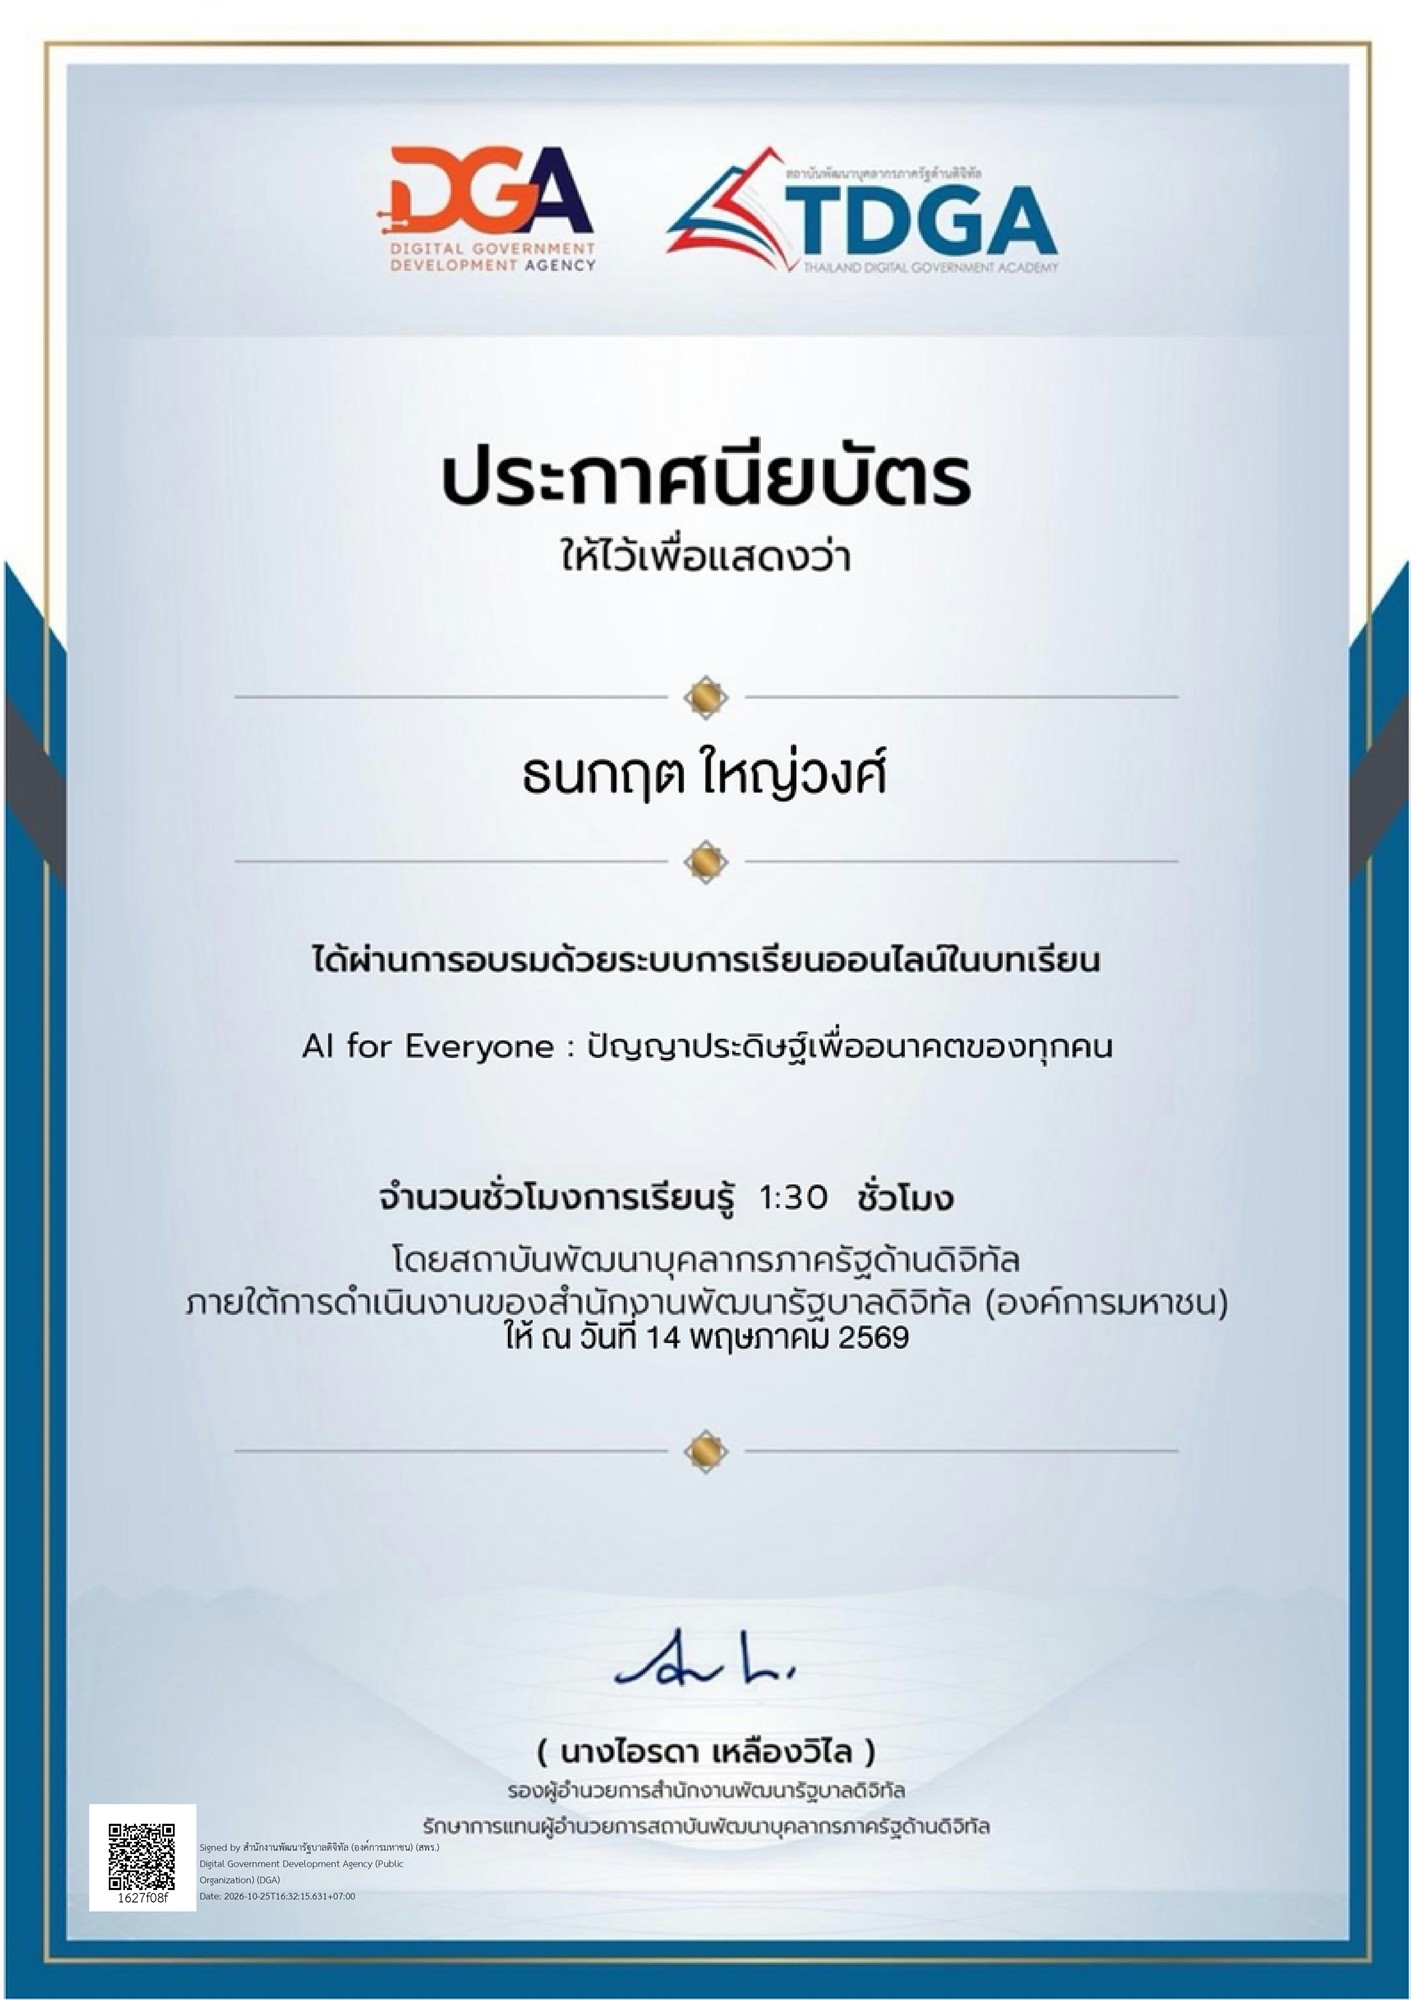 DGA
DIGITAL GOVERNMENT
DEVELOPMENT AGENCY
สถาบันพัฒนาบุคลากรภาครัฐด้านดิจิทัล
TDGA
THAILAND DIGITAL GOVERNMENT ACADEMY
ประกาศนียบัตร
ให้ไว้เพื่อแสดงว่า
ธนกฤต ใหญ่วงศ์
ได้ผ่านการอบรมด้วยระบบการเรียนออนไลน์ในบทเรียน
AI for Everyone : ปัญญาประดิษฐ์เพื่ออนาคตของทุกคน
จำนวนชั่วโมงการเรียนรู้ 1:30 ชั่วโมง
โดยสถาบันพัฒนาบุคลากรภาครัฐด้านดิจิทัล
ภายใต้การดำเนินงานของสำนักงานพัฒนารัฐบาลดิจิทัล (องค์การมหาชน)
ให้ ณ วันที่ 14 พฤษภาคม 2569
( นางไอรดา เหลืองวิไล )
รองผู้อำนวยการสำนักงานพัฒนารัฐบาลดิจิทัล
รักษาการแทนผู้อำนวยการสถาบันพัฒนาบุคลากรภาครัฐด้านดิจิทัล
1627f08f
Signed by สำนักงานพัฒนารัฐบาลดิจิทัล (องค์การมหาชน) (สพร.)
Digital Government Development Agency (Public
Organization) (DGA)
Date: 2026-10-25T16:32:15.631+07:00